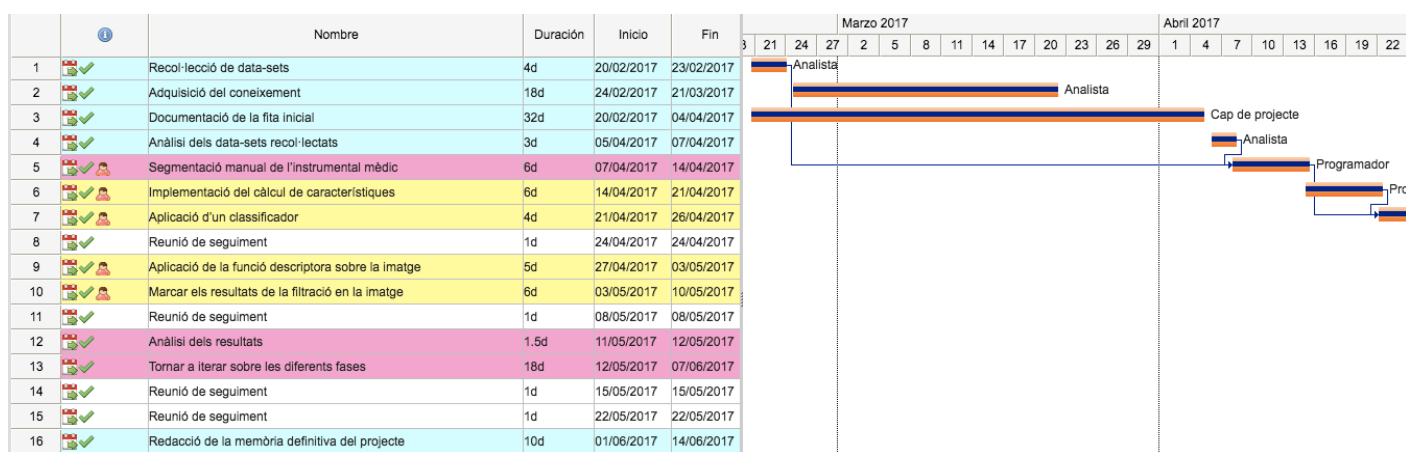 Nombre Duración Inicio Fin
Marzo 2017 Abril 2017
21 24 27 2 5 8 11 14 17 20 23 26 29 1 4 7 10 13 16 19 22
1 Recol·lecció de data-sets 4d 20/02/2017 23/02/2017 Analista
2 Adquisició del coneixement 18d 24/02/2017 21/03/2017 Analista
3 Documentació de la fita inicial 32d 20/02/2017 04/04/2017 Cap de projecte
4 Anàlisi dels data-sets recol·lectats 3d 05/04/2017 07/04/2017 Analista
5 Segmentació manual de l'instrumental mèdic 6d 07/04/2017 14/04/2017 Programador
6 Implementació del càlcul de característiques 6d 14/04/2017 21/04/2017 Pro
7 Aplicació d'un classificador 4d 21/04/2017 26/04/2017
8 Reunió de seguiment 1d 24/04/2017 24/04/2017
9 Aplicació de la funció descriptora sobre la imatge 5d 27/04/2017 03/05/2017
10 Marcar els resultats de la filtració en la imatge 6d 03/05/2017 10/05/2017
11 Reunió de seguiment 1d 08/05/2017 08/05/2017
12 Anàlisi dels resultats 1.5d 11/05/2017 12/05/2017
13 Tornar a iterar sobre les diferents fases 18d 12/05/2017 07/06/2017
14 Reunió de seguiment 1d 15/05/2017 15/05/2017
15 Reunió de seguiment 1d 22/05/2017 22/05/2017
16 Redacció de la memòria definitiva del projecte 10d 01/06/2017 14/06/2017